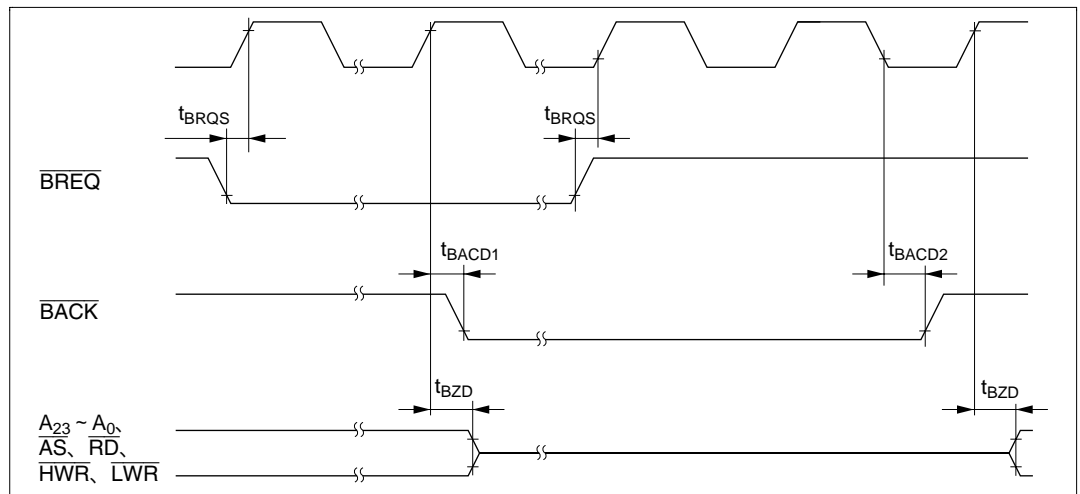 tBRQS tBRQS
BREQ
tBACD1 tBACD2
BACK
tBZD tBZD
A23 ~ A0、
AS、RD、
HWR、LWR